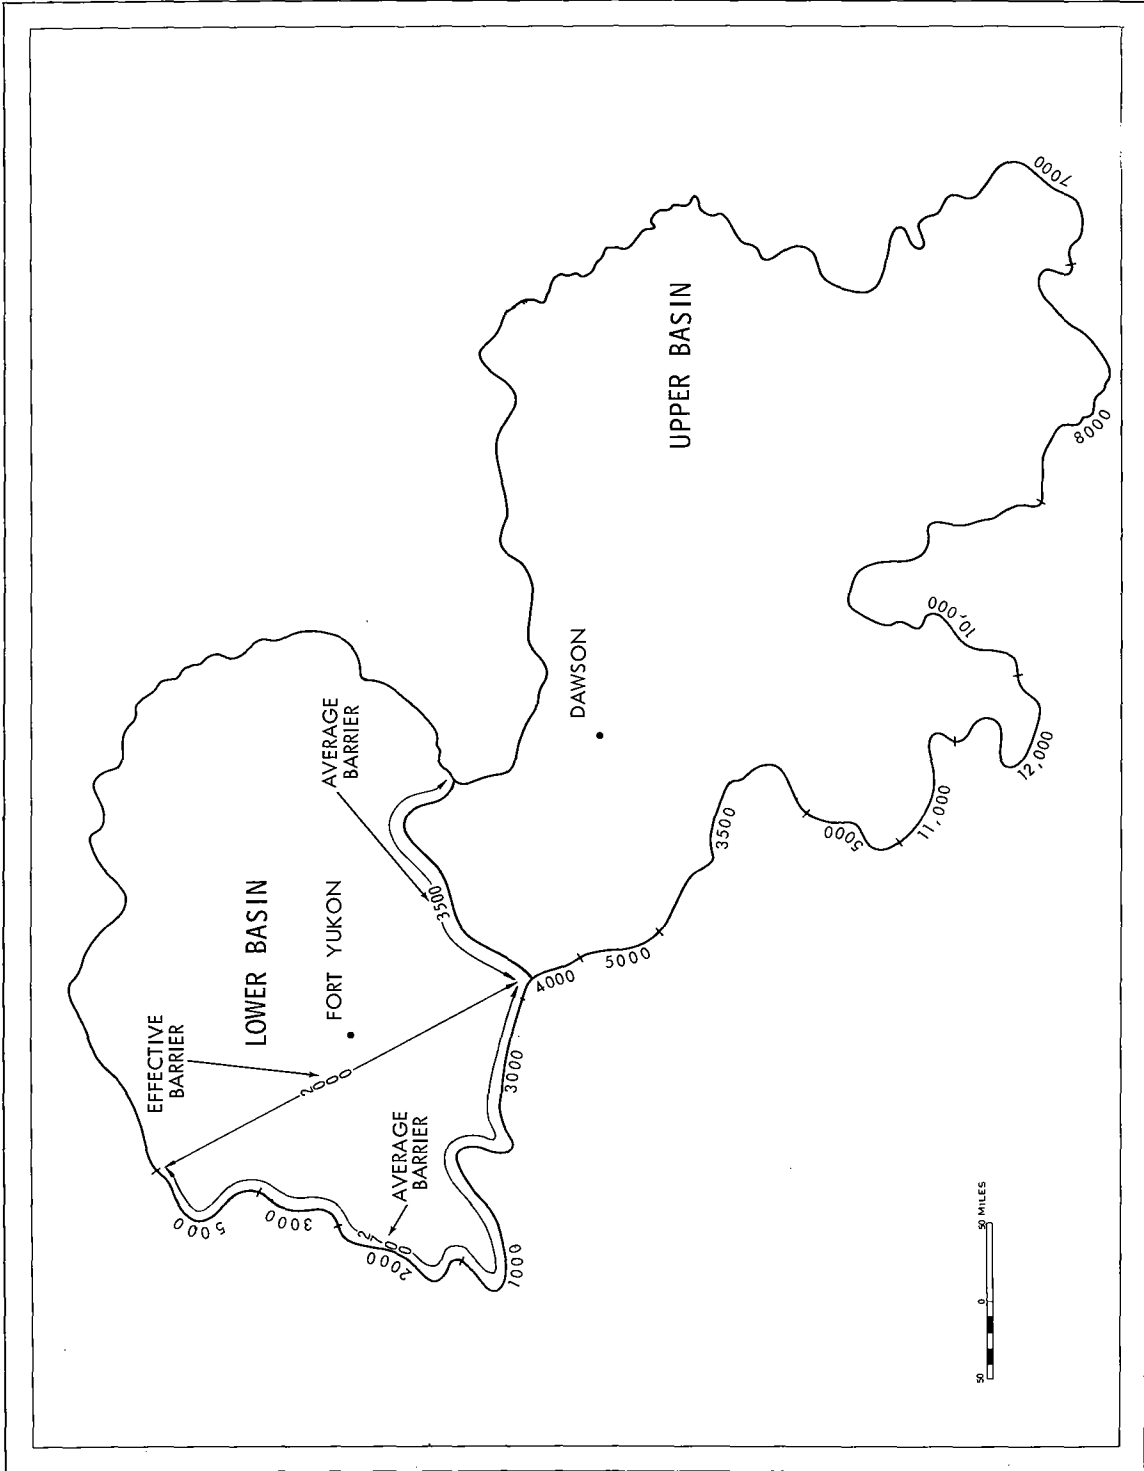 EFFECTIVE
BARRIER
5000
LOWER BASIN
3000
2000
AVERAGE
BARRIER
FORT YUKON
2700
2000
AVERAGE
BARRIER
3500
3000
1000
4000
DAWSON
5000
UPPER BASIN
3500
5000
11,000
10,000
50 0 50 MILES
12,000
7000
8000